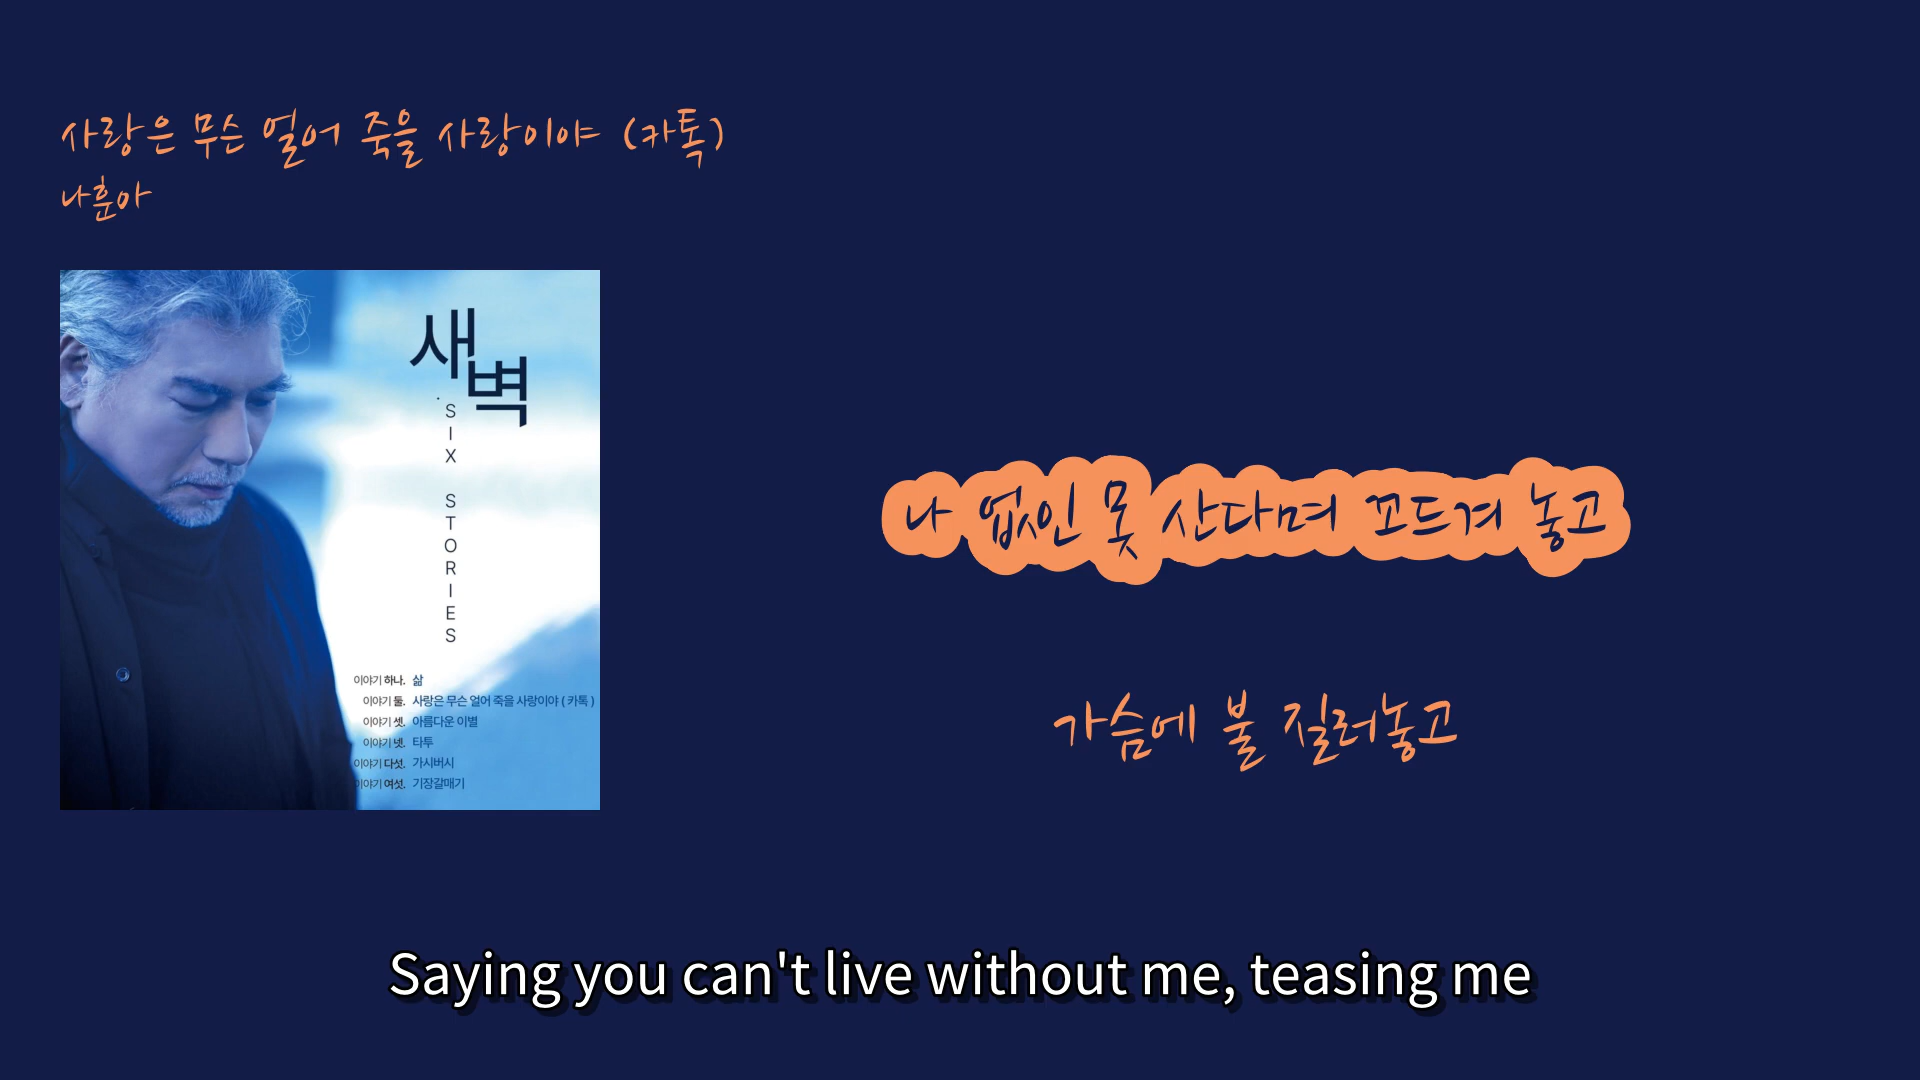 사랑은 무슨 얼어 죽을 사랑이야 (카톡)
나훈아
새벽
SIX STORIES
이야기 하나. 삶
이야기 둘. 사랑은 무슨 얼어 죽을 사랑이야 ( 카톡 )
이야기 셋. 아름다운 이별
이야기 넷. 타투
이야기 다섯. 가시버시
이야기 여섯. 기장갈매기
나 없인 못 산다며 꼬드겨 놓고
가슴에 불 질러놓고
Saying you can't live without me, teasing me